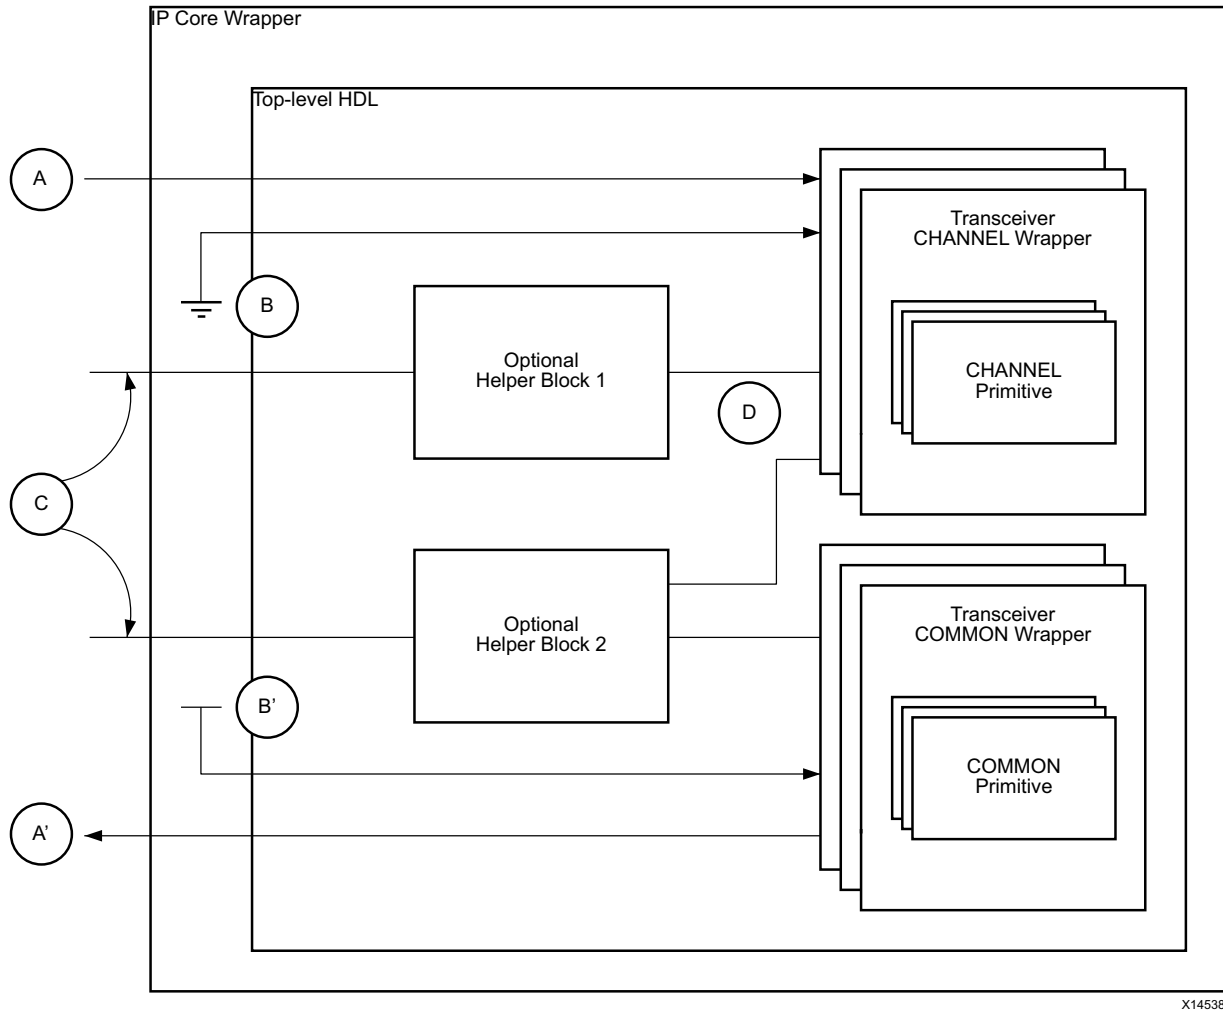 IP Core Wrapper
Top-level HDL
A
Transceiver
CHANNEL Wrapper
B
Optional
Helper Block 1
CHANNEL
Primitive
D
C
Optional
Helper Block 2
Transceiver
COMMON Wrapper
B’
COMMON
Primitive
A’
X14538